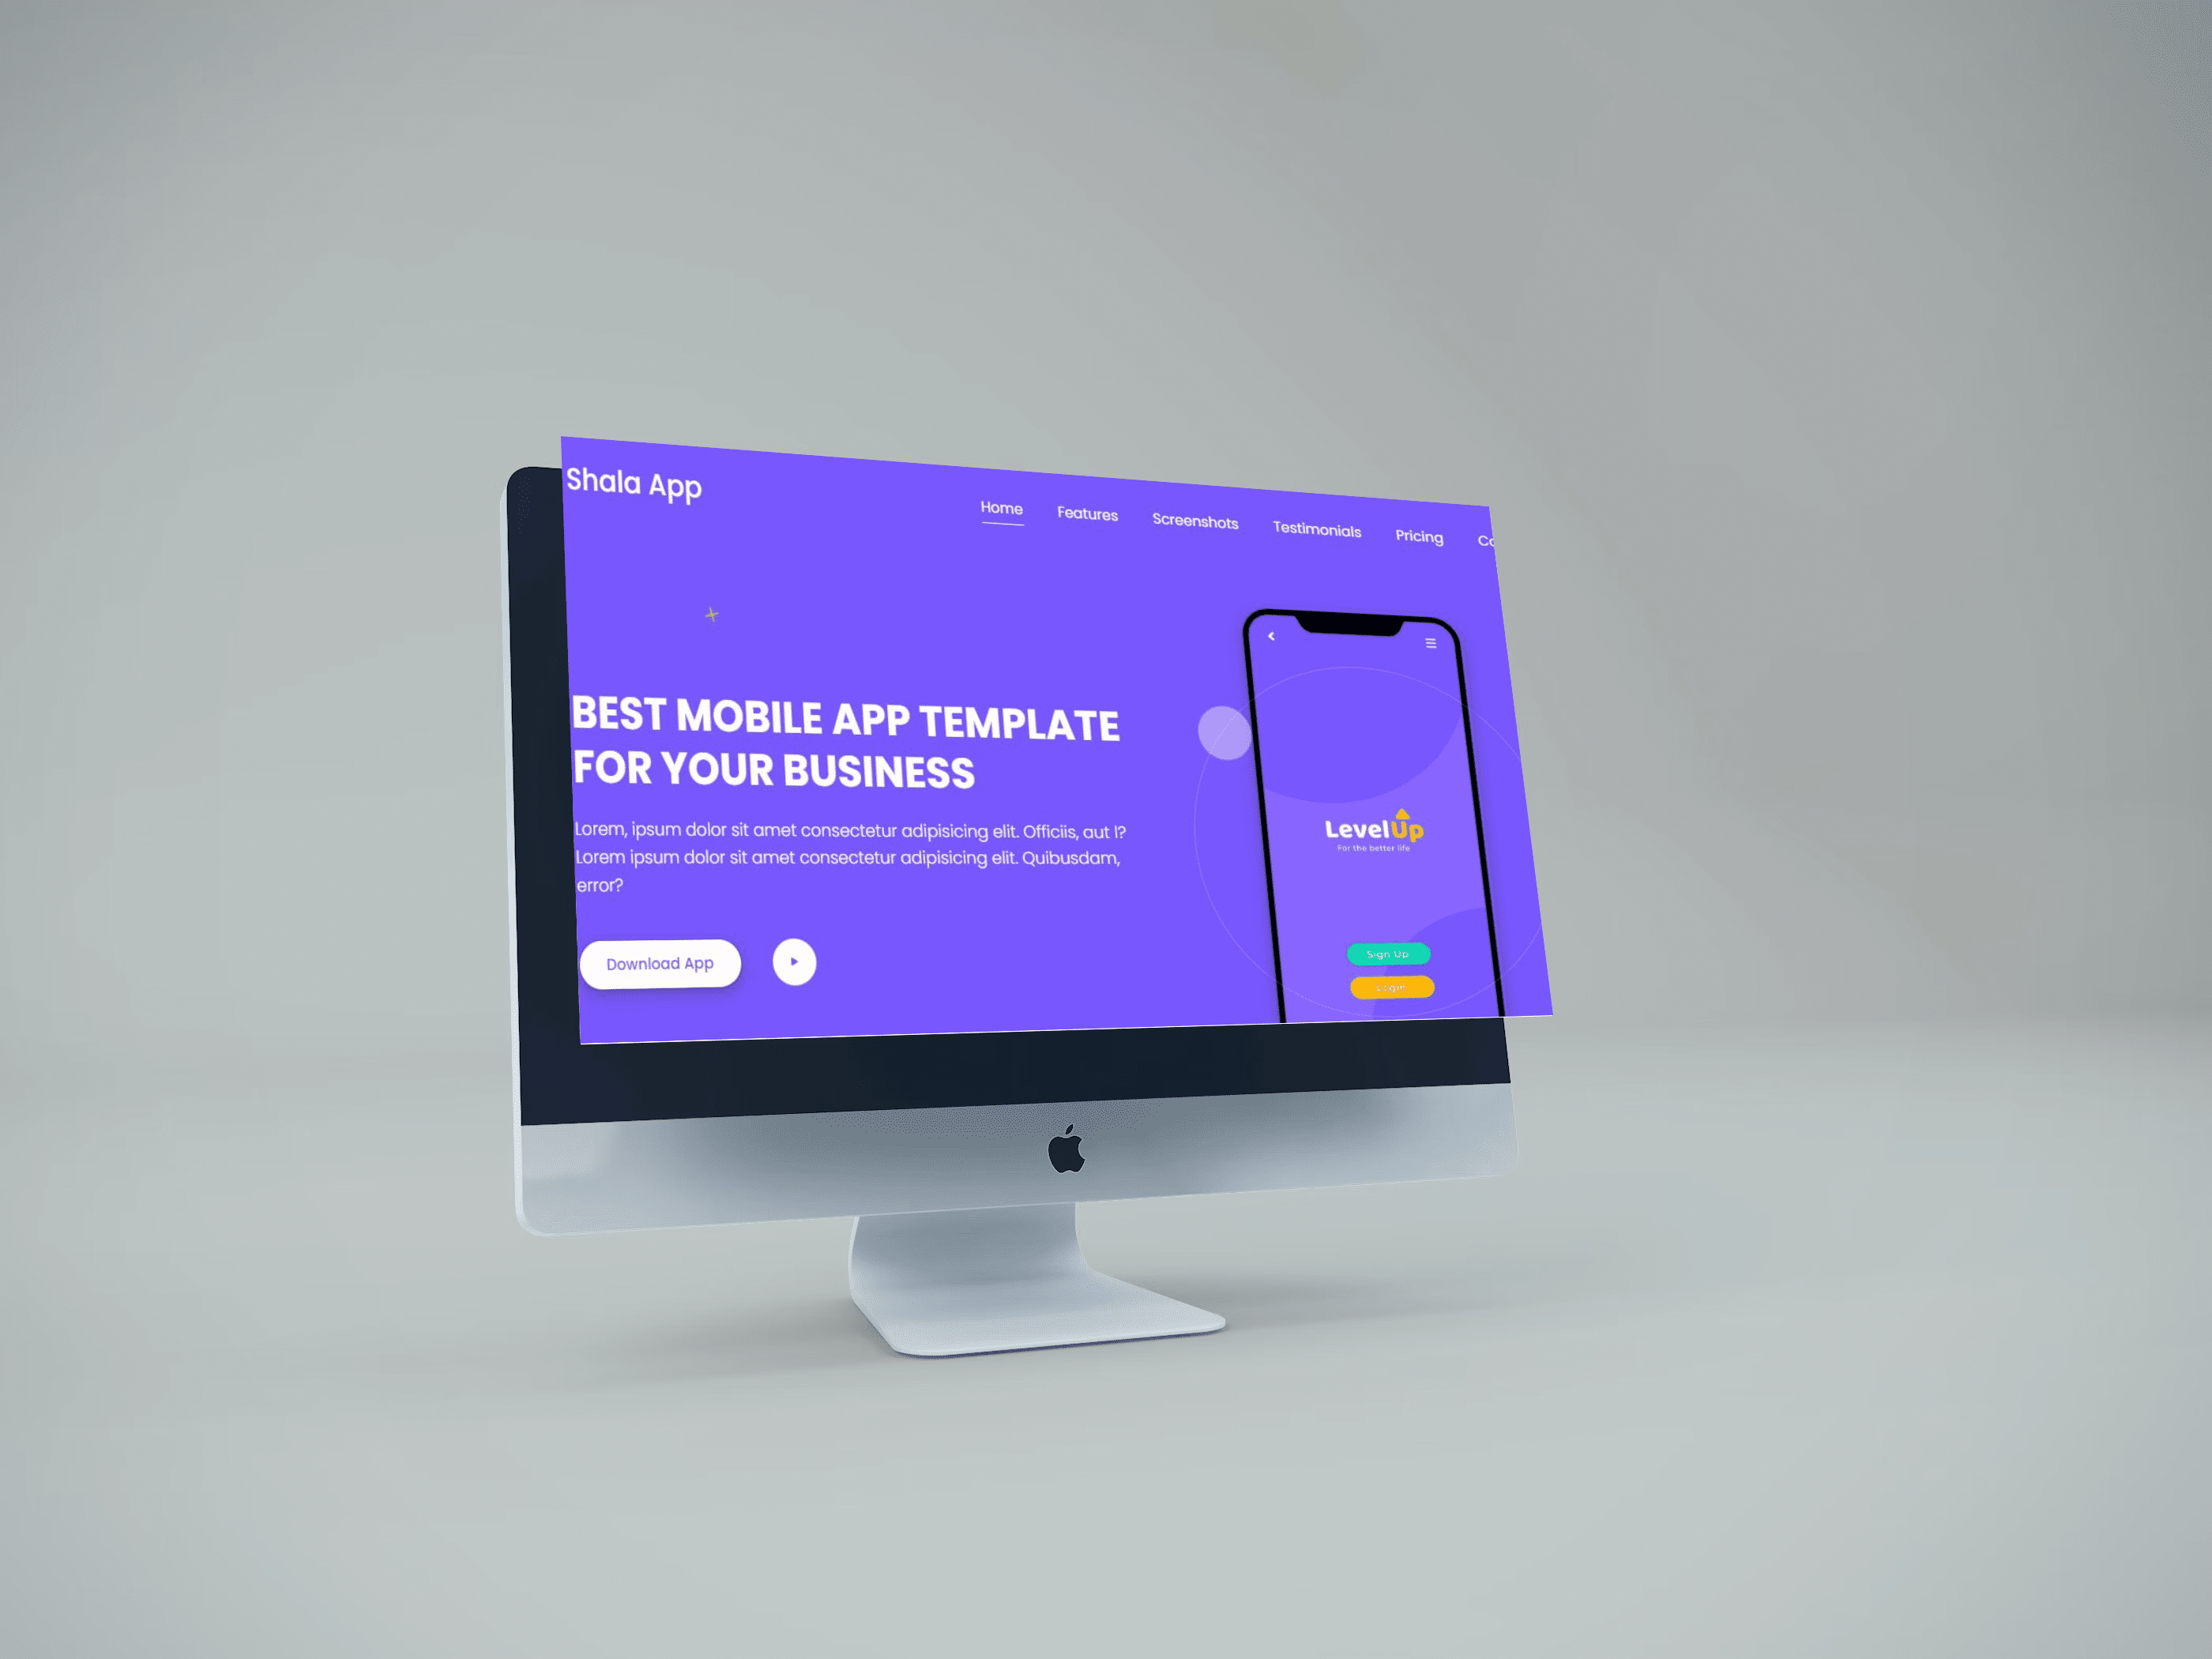 Shala App
Home Features Screenshots Testimonials Pricing
BEST MOBILE APP TEMPLATE
FOR YOUR BUSINESS
Lorem, ipsum dolor sit amet consectetur adipisicing elit. Officiis, aut l?
Lorem ipsum dolor sit amet consectetur adipisicing elit. Quibusdam,
error?
Download App
LevelUp
For the better life
Sign Up
Login